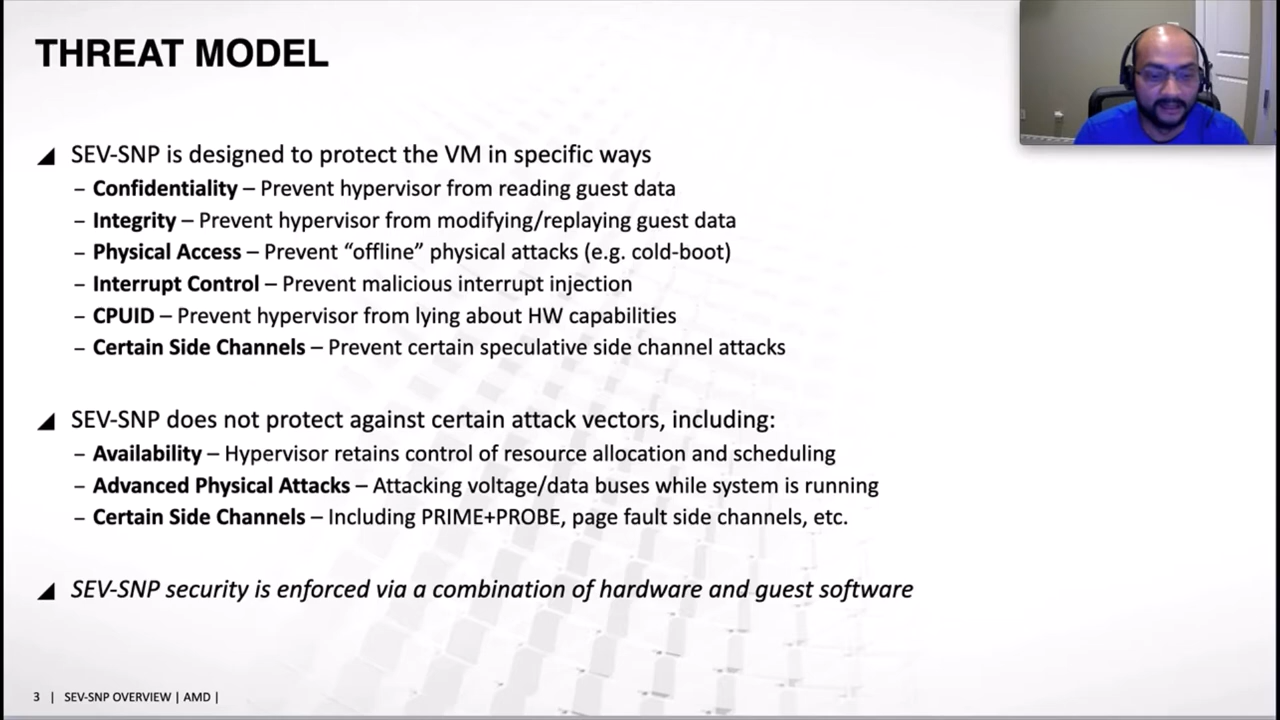 THREAT MODEL
SEV-SNP is designed to protect the VM in specific ways
– Confidentiality – Prevent hypervisor from reading guest data
– Integrity – Prevent hypervisor from modifying/replaying guest data
– Physical Access – Prevent “offline” physical attacks (e.g. cold-boot)
– Interrupt Control – Prevent malicious interrupt injection
– CPUID – Prevent hypervisor from lying about HW capabilities
– Certain Side Channels – Prevent certain speculative side channel attacks
SEV-SNP does not protect against certain attack vectors, including:
– Availability – Hypervisor retains control of resource allocation and scheduling
– Advanced Physical Attacks – Attacking voltage/data buses while system is running
– Certain Side Channels – Including PRIME+PROBE, page fault side channels, etc.
SEV-SNP security is enforced via a combination of hardware and guest software
3 | SEV-SNP OVERVIEW | AMD |